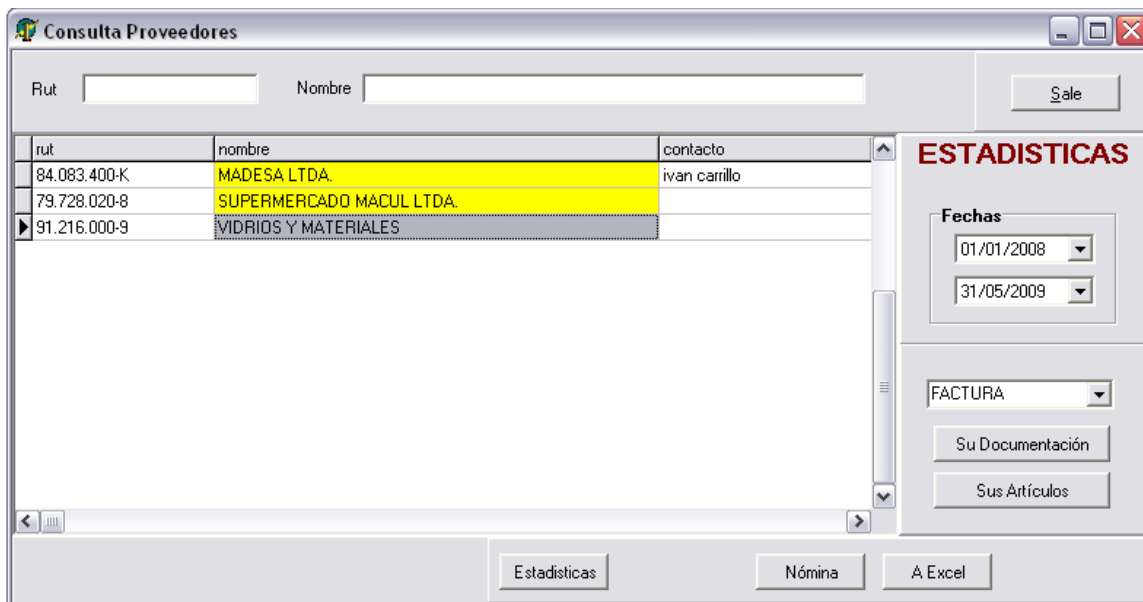 Consulta Proveedores
Rut Nombre Sale
rut nombre contacto
84.083.400-K MADESA LTDA. ivan carrillo
79.728.020-8 SUPERMERCADO MACUL LTDA.
91.216.000-9 VIDRIOS Y MATERIALES
ESTADISTICAS
Fechas
01/01/2008
31/05/2009
FACTURA
Su Documentación
Sus Artículos
Estadisticas Nómina A Excel